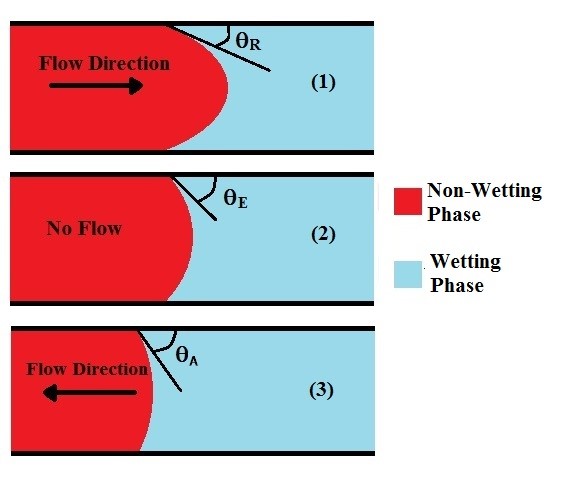 θR
Flow Direction
(1)
θE
No Flow
(2)
Non-Wetting
Phase
Wetting
Phase
θA
Flow Direction
(3)